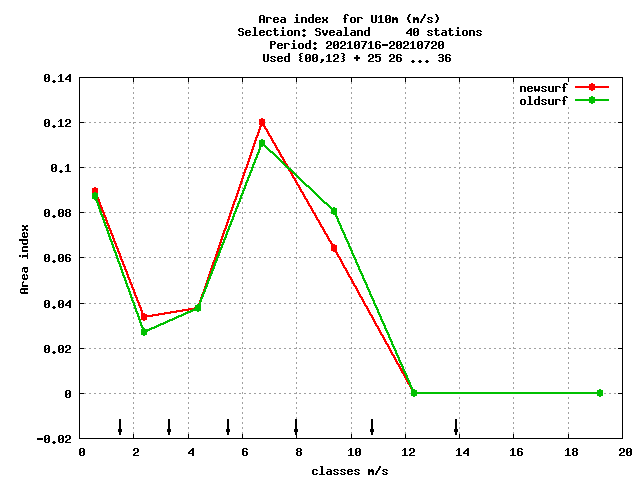 Area index  for U10m (m/s)
Selection: Svealand     40 stations
Period: 20210716-20210720
Used {00,12} + 25 26 ... 36
newsurf
oldsurf
0.14
0.12
0.1
0.08
0.06
0.04
0.02
0
-0.02
Area index
0 2 4 6 8 10 12 14 16 18 20
classes m/s